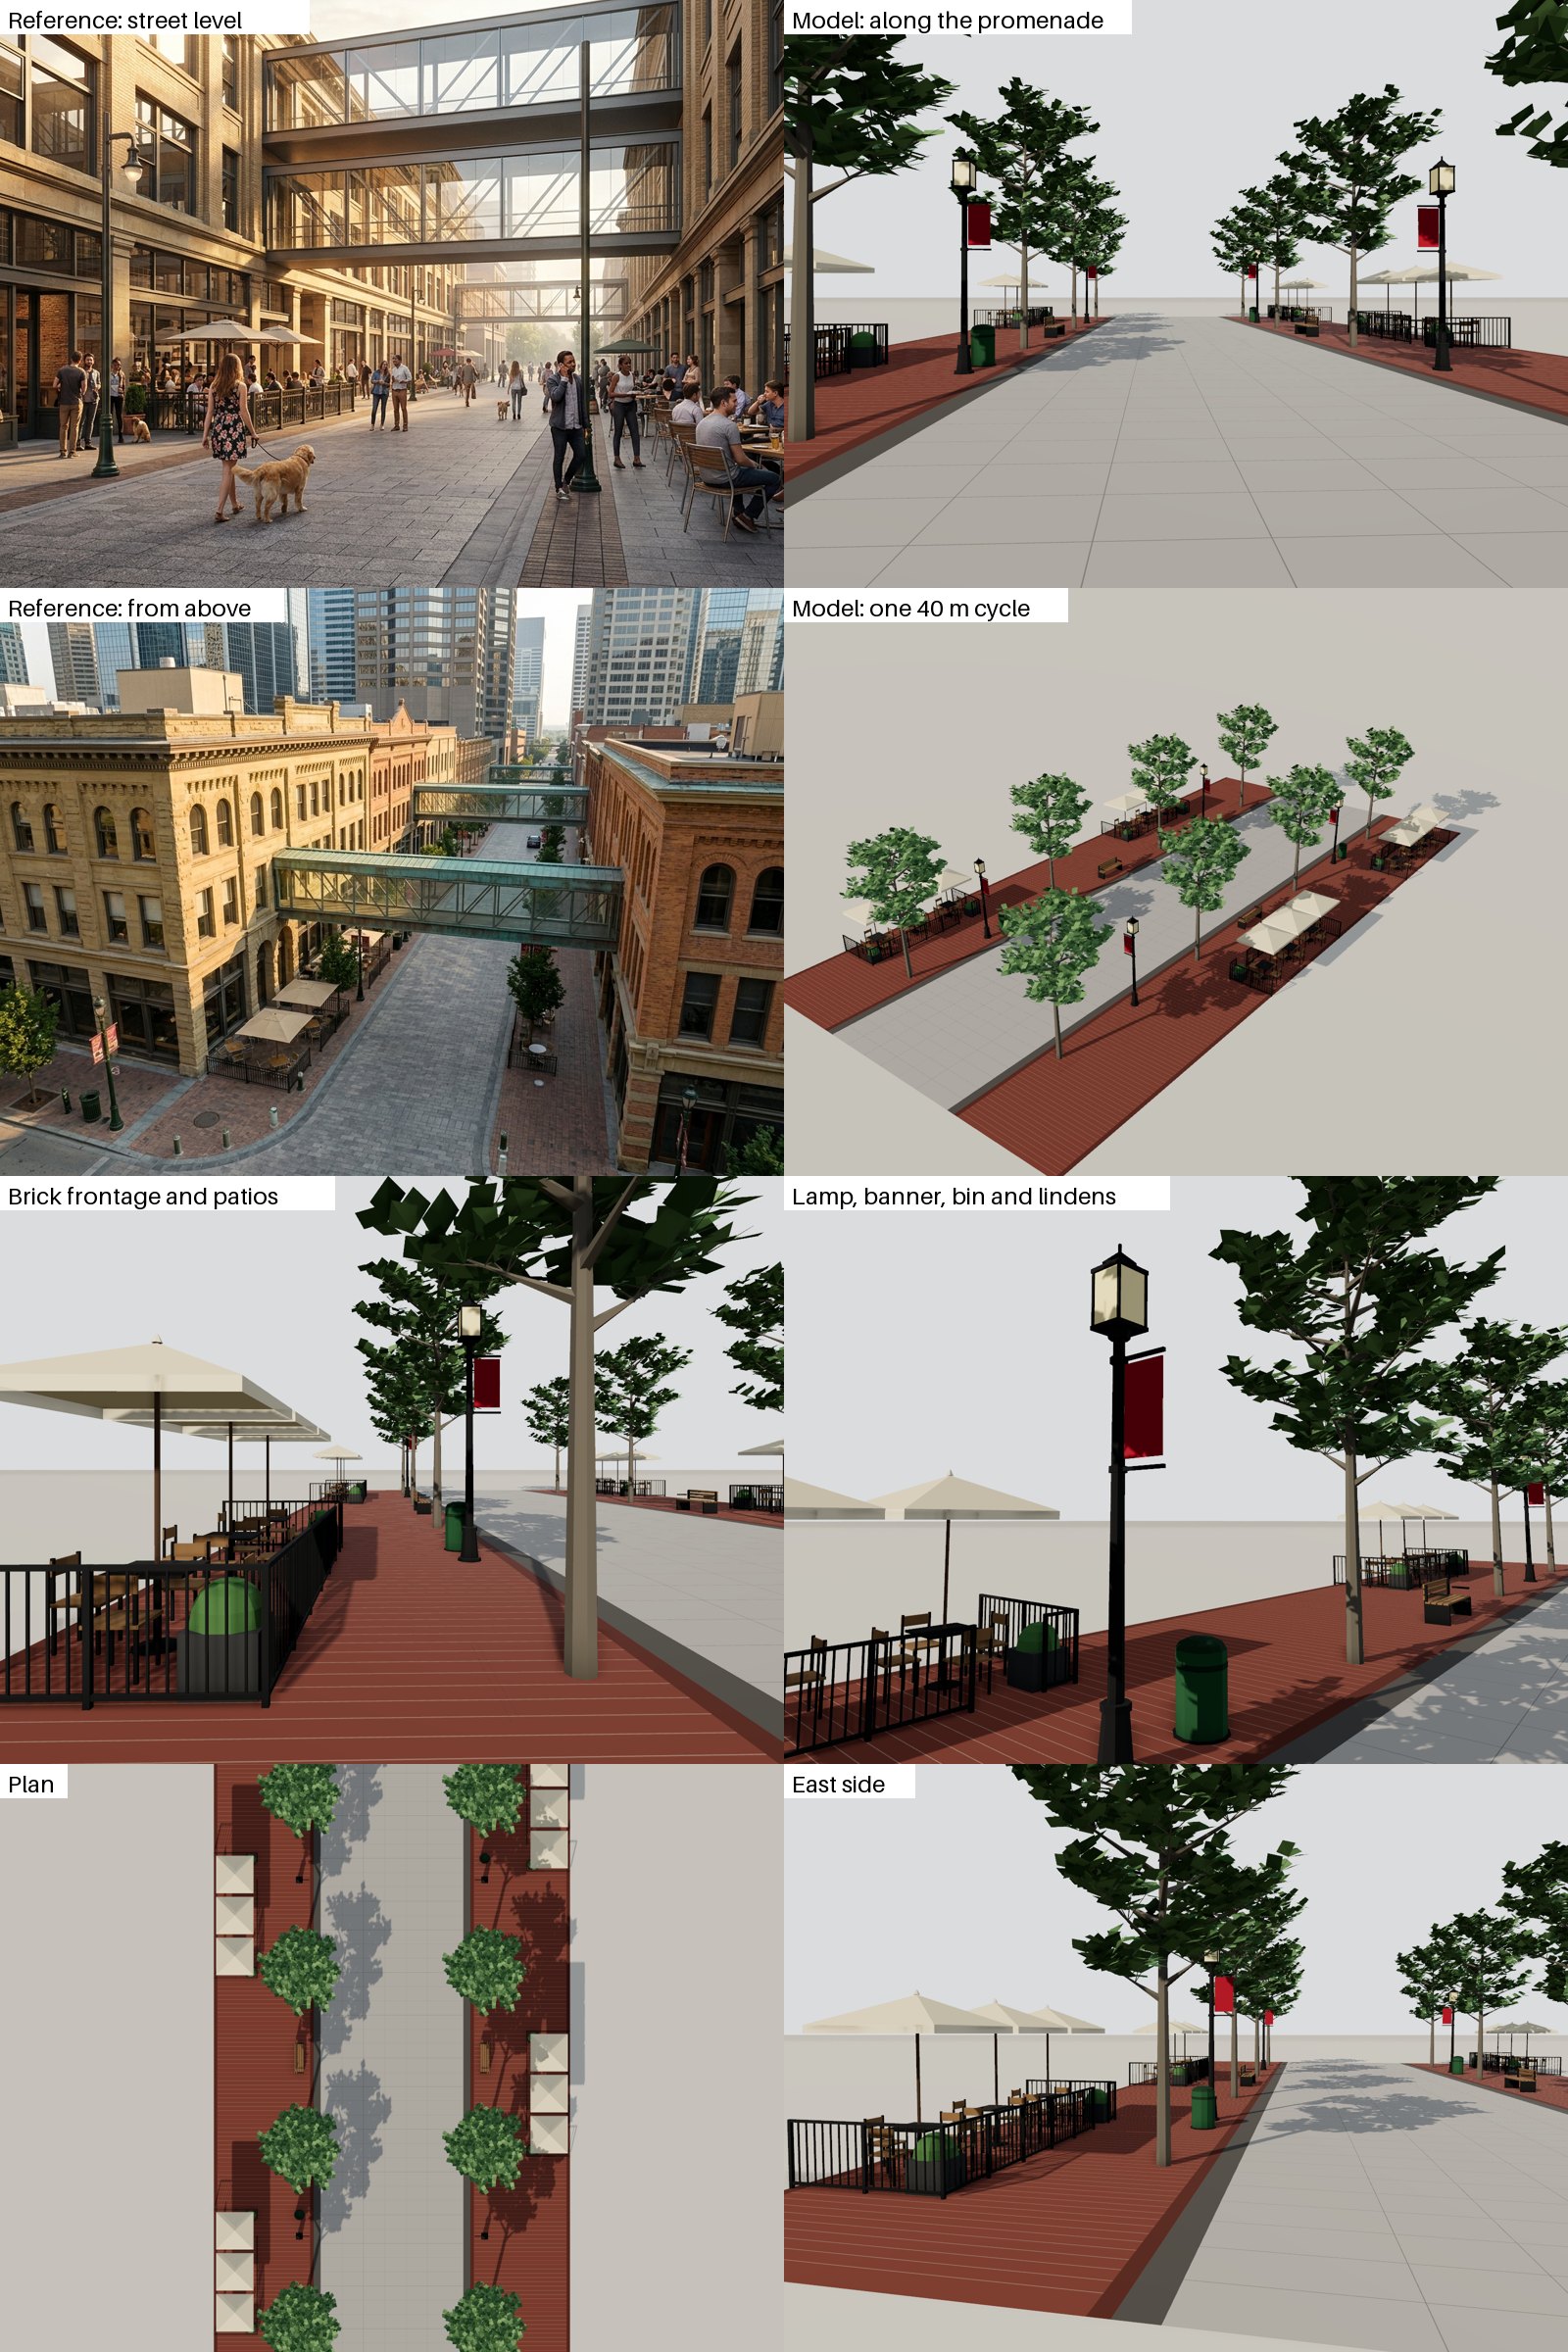 Reference: street level
Model: along the promenade
Reference: from above
Model: one 40 m cycle
Brick frontage and patios
Lamp, banner, bin and lindens
Plan
East side